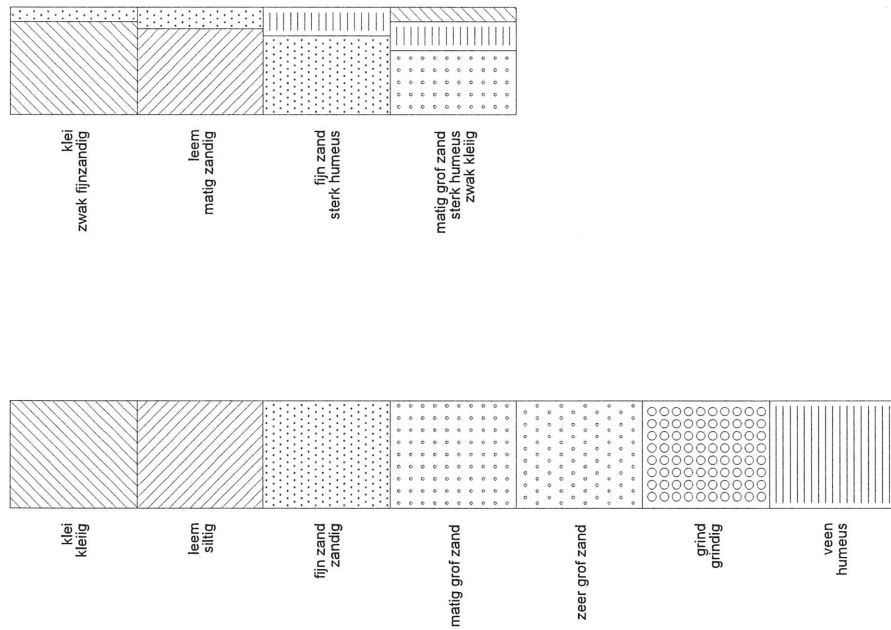 klei
zwak fijnzandig
leem
matig zandig
fijn zand
sterk humeus
matig grof zand
sterk humeus
zwak kleiig
klei
kleiig
leem
siltig
fijn zand
zandig
matig grof zand
zeer grof zand
grind
grindig
veen
humeus